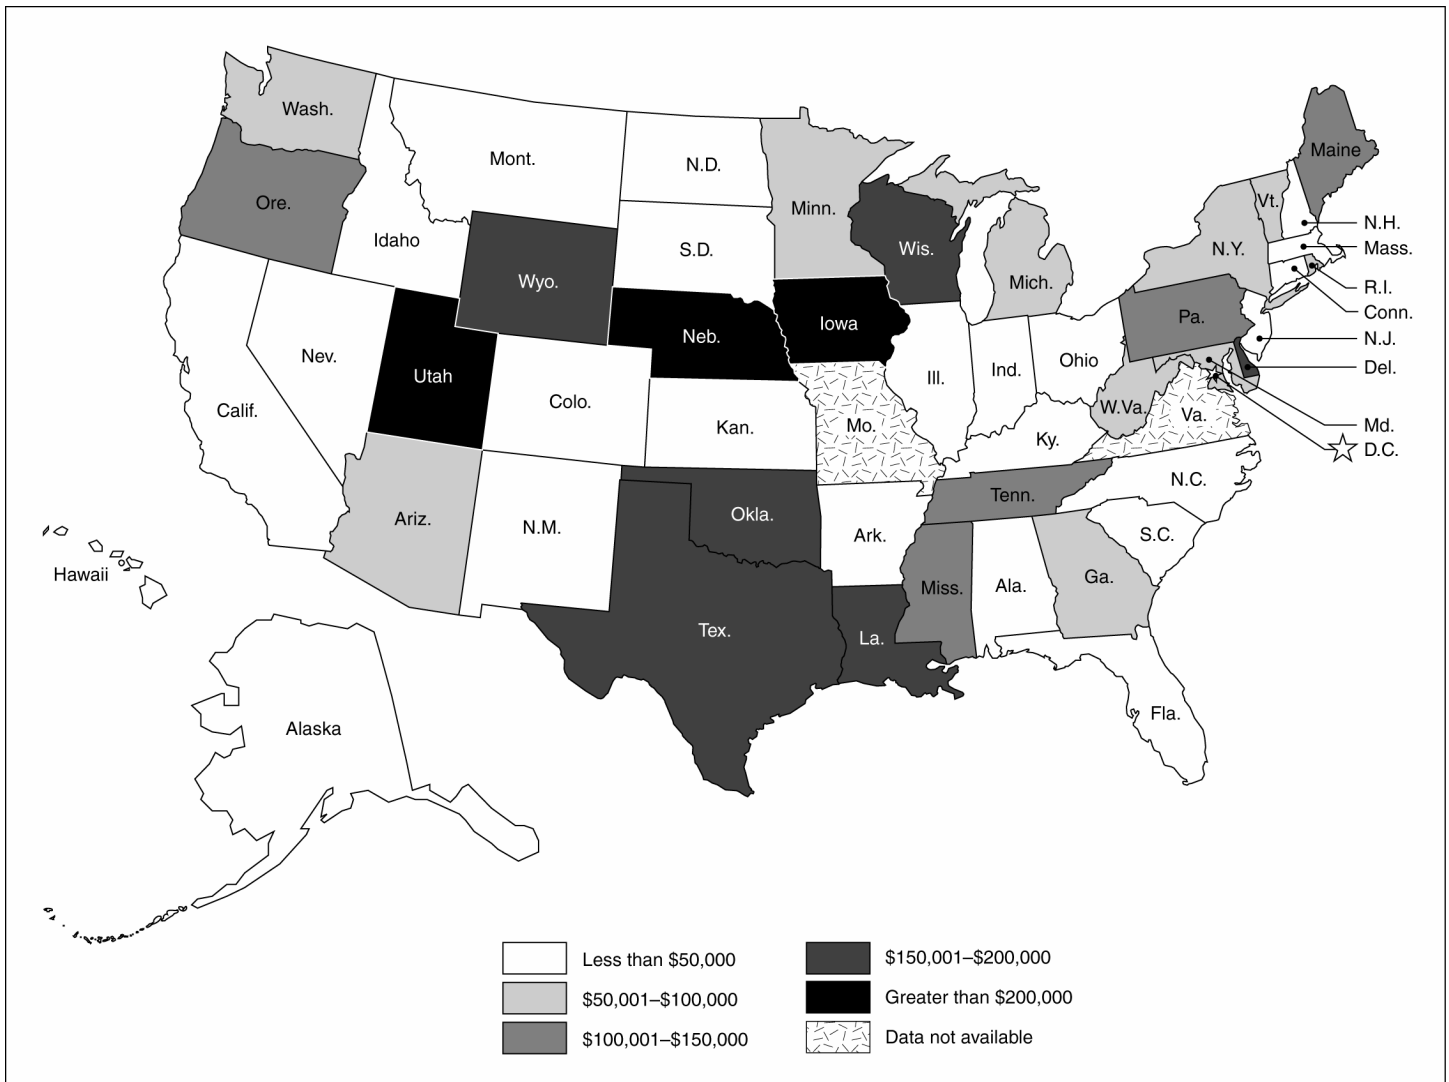 Wash.
Maine
Mont.
N.D.
Vt.
Ore.
Minn.
N.H.
Idaho
S.D.
Wis.
N.Y.
Mass.
Wyo.
Mich.
R.I.
Conn.
Pa.
Iowa
Neb.
N.J.
Nev.
Ohio
Utah
Ill.
Ind.
Del.
Colo.
Calif.
W.Va.
Va.
Kan.
Mo.
Md.
Ky.
D.C.
N.C.
Tenn.
Ariz.
N.M.
Okla.
Ark.
S.C.
Hawaii
Miss.
Ala.
Ga.
Tex.
La.
Fla.
Alaska
Less than $50,000
$50,001–$100,000
$100,001–$150,000
$150,001–$200,000
Greater than $200,000
Data not available